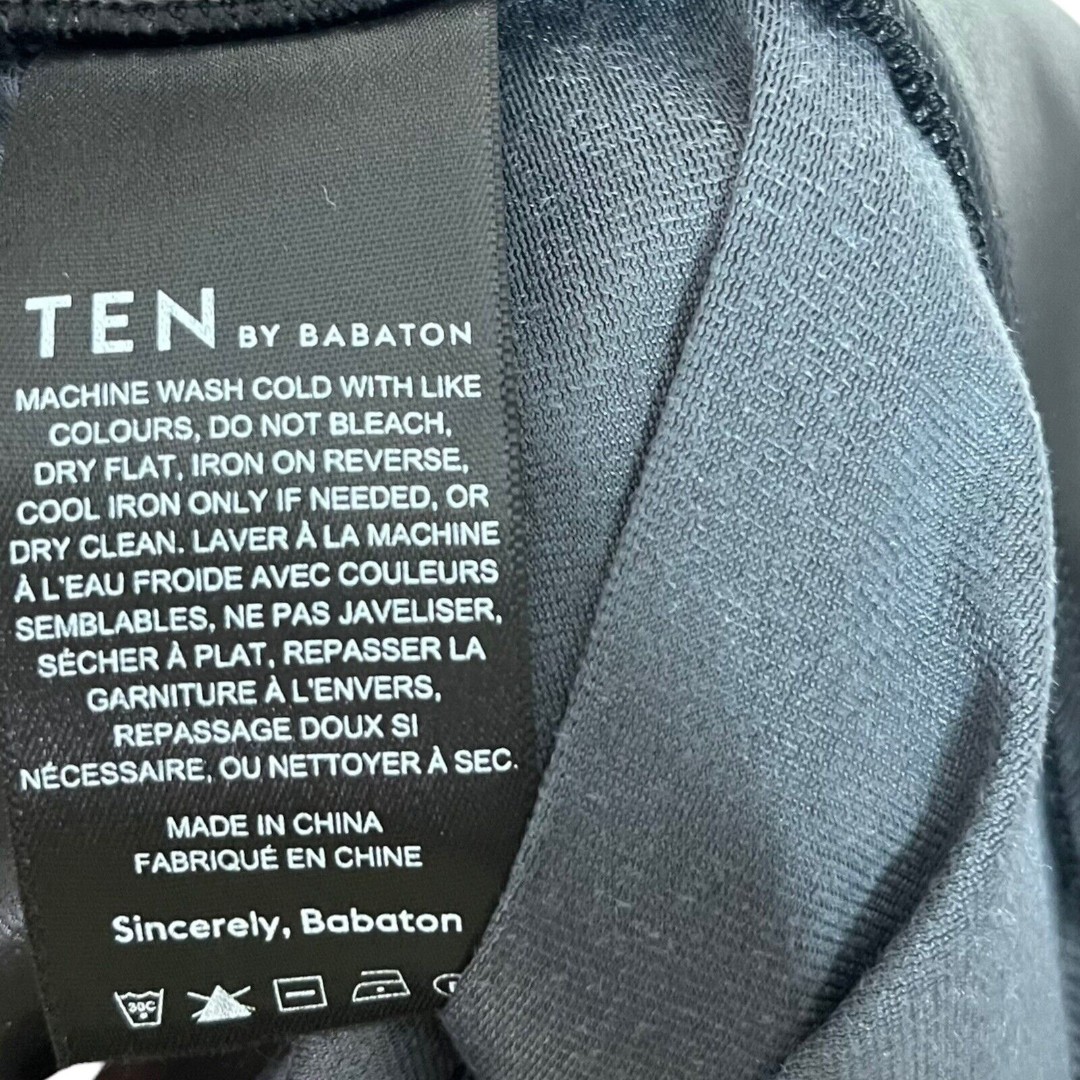 TEN BY BABATON
MACHINE WASH COLD WITH LIKE
COLOURS, DO NOT BLEACH,
DRY FLAT, IRON ON REVERSE,
COOL IRON ONLY IF NEEDED, OR
DRY CLEAN. LAVER À LA MACHINE
À L'EAU FROIDE AVEC COULEURS
SEMBLABLES, NE PAS JAVELISER,
SÉCHER À PLAT, REPASSER LA
GARNITURE À L'ENVERS,
REPASSAGE DOUX SI
NÉCESSAIRE, OU NETTOYER À SEC.
MADE IN CHINA
FABRIQUÉ EN CHINE
Sincerely, Babaton
30C